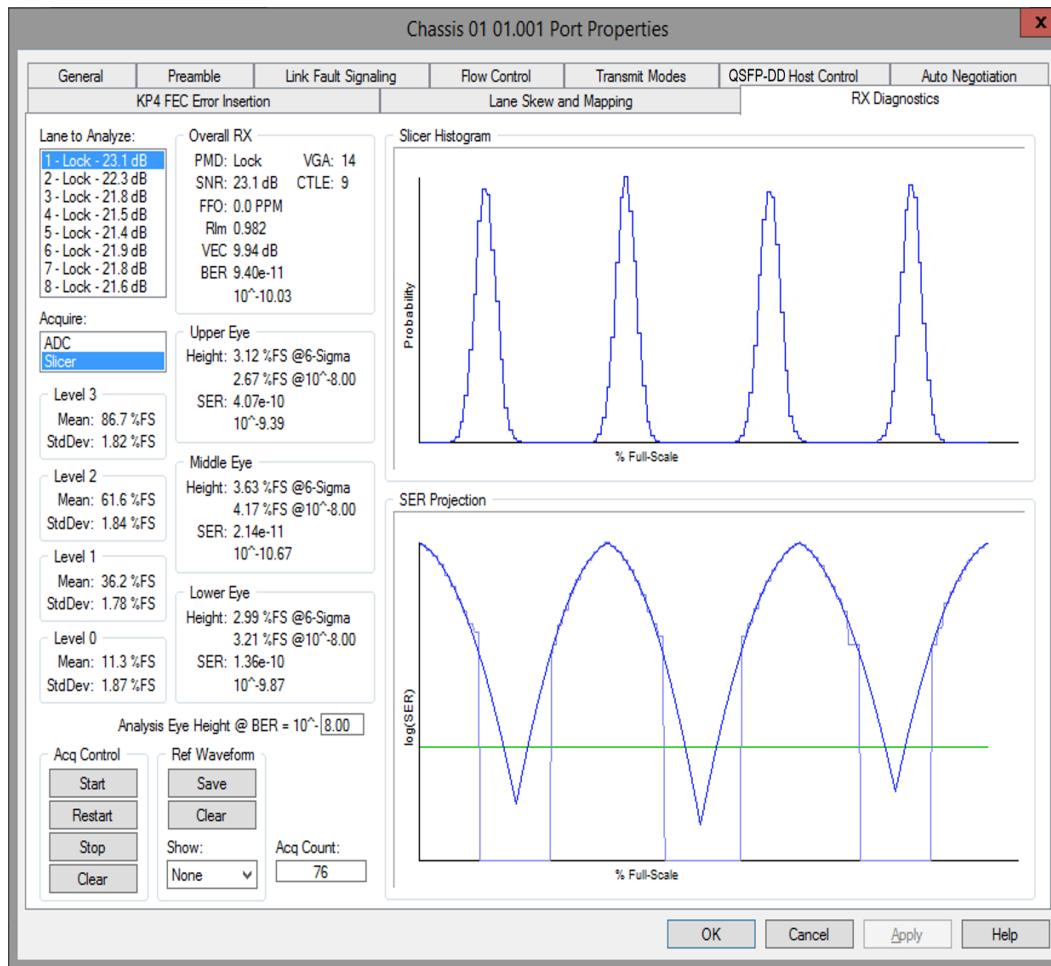 Chassis 01 01.001 Port Properties
x
General Preamble Link Fault Signaling Flow Control Transmit Modes QSFP-DD Host Control Auto Negotiation
KP4 FEC Error Insertion Lane Skew and Mapping RX Diagnostics
Lane to Analyze:
1 - Lock - 23.1 dB
2 - Lock - 22.3 dB
3 - Lock - 21.8 dB
4 - Lock - 21.5 dB
5 - Lock - 21.4 dB
6 - Lock - 21.9 dB
7 - Lock - 21.8 dB
8 - Lock - 21.6 dB
Acquire:
ADC
Slicer
Level 3
Mean: 86.7 %FS
StdDev: 1.82 %FS
Level 2
Mean: 61.6 %FS
StdDev: 1.84 %FS
Level 1
Mean: 36.2 %FS
StdDev: 1.78 %FS
Level 0
Mean: 11.3 %FS
StdDev: 1.87 %FS
Overall RX
PMD: Lock VGA: 14
SNR: 23.1 dB CTLE: 9
FFO: 0.0 PPM
Rlm 0.982
VEC 9.94 dB
BER 9.40e-11
10^-10.03
Upper Eye
Height: 3.12 %FS @6-Sigma
2.67 %FS @10^-8.00
SER: 4.07e-10
10^-9.39
Middle Eye
Height: 3.63 %FS @6-Sigma
4.17 %FS @10^-8.00
SER: 2.14e-11
10^-10.67
Lower Eye
Height: 2.99 %FS @6-Sigma
3.21 %FS @10^-8.00
SER: 1.36e-10
10^-9.87
Analysis Eye Height @ BER = 10^- 8.00
Acq Control
Start
Restart
Stop
Clear
Ref Waveform
Save
Clear
Show:
None
Acq Count:
76
Slicer Histogram
Probability
% Full-Scale
SER Projection
log(SER)
% Full-Scale
OK Cancel Apply Help